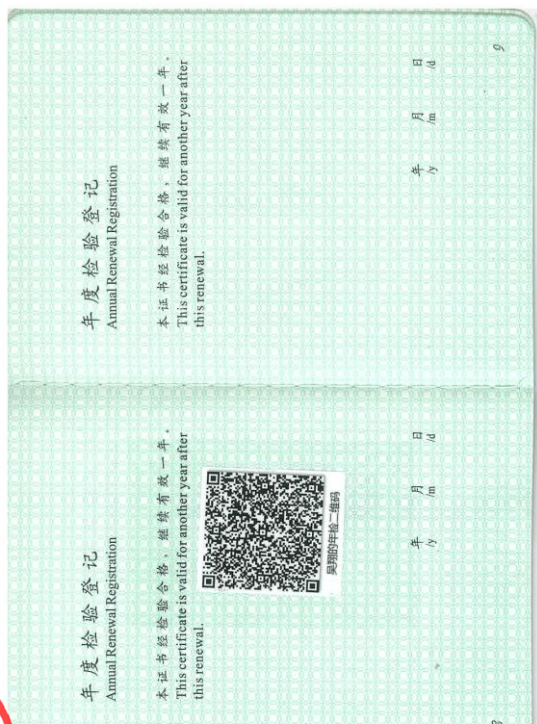 年度检验登记
Annual Renewal Registration
本证书经检验合格，继续有效一年。
This certificate is valid for another year after
this renewal.
吴翔的年检二维码
年 月 日
/y /m /d
年度检验登记
Annual Renewal Registration
本证书经检验合格，继续有效一年。
This certificate is valid for another year after
this renewal.
年 月 日
/y /m /d
9